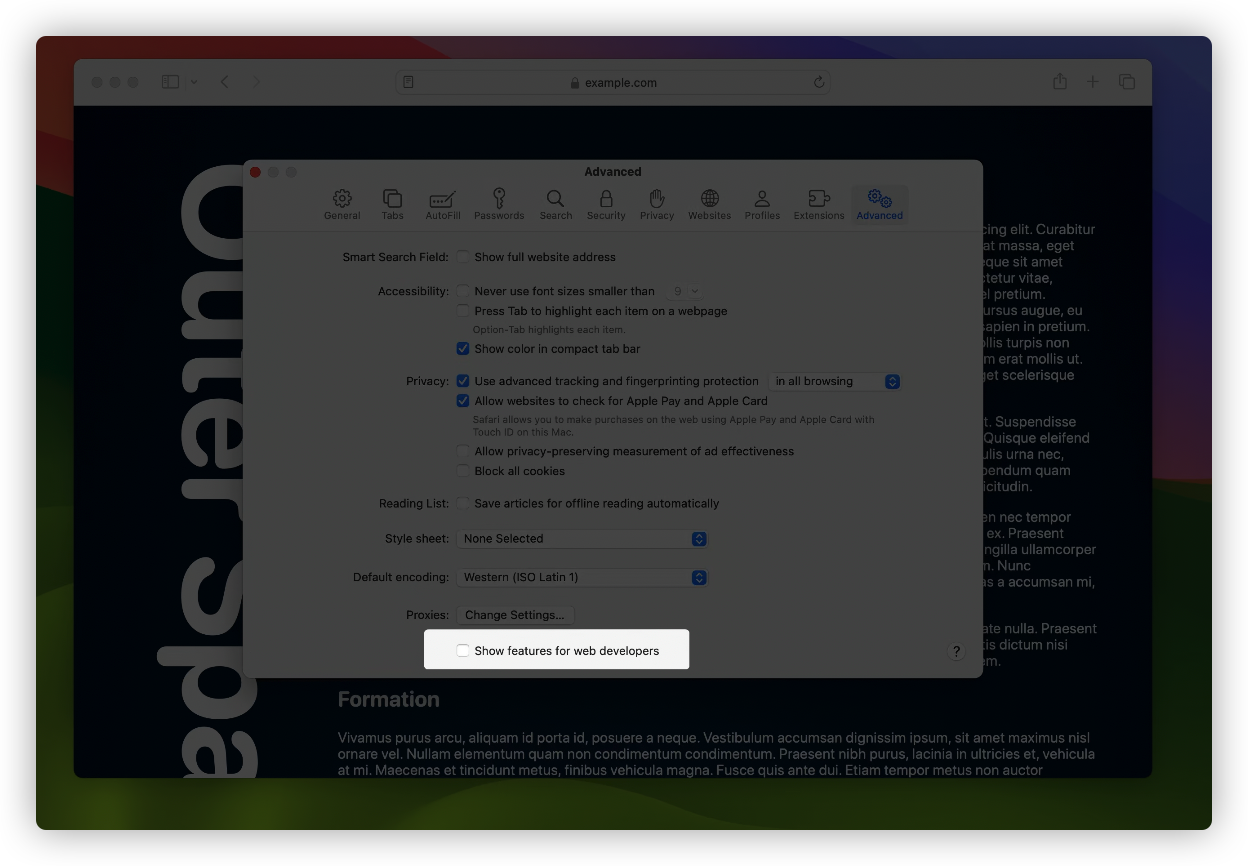 example.com
Advanced
General Tabs AutoFill Passwords Search Security Privacy Websites Profiles Extensions Advanced
Smart Search Field: Show full website address
Accessibility: Never use font sizes smaller than 9
Press Tab to highlight each item on a webpage
Option-Tab highlights each item.
Show color in compact tab bar
Privacy: Use advanced tracking and fingerprinting protection in all browsing
Allow websites to check for Apple Pay and Apple Card
Safari allows you to make purchases on the web using Apple Pay and Apple Card with
Touch ID on this Mac.
Allow privacy-preserving measurement of ad effectiveness
Block all cookies
Reading List: Save articles for offline reading automatically
Style sheet: None Selected
Default encoding: Western (ISO Latin 1)
Proxies: Change Settings...
Show features for web developers
?
Outer spa
cing elit. Curabitur
at massa, eget
eque sit amet
ctetur vitae,
el pretium.
ursus augue, eu
sapien in pretium.
ollis turpis non
m erat mollis ut.
get scelerisque
t. Suspendisse
Quisque eleifend
ulis urna nec,
bendum quam
icitudin.
en nec tempor
ex. Praesent
ngilla ullamcorper
n. Nunc
as a accumsan mi,
ate nulla. Praesent
tis dictum nisi
em.
Formation
Vivamus purus arcu, aliquam id porta id, posuere a neque. Vestibulum accumsan dignissim ipsum, sit amet maximus nisl
ornare vel. Nullam elementum quam non condimentum condimentum. Praesent nibh purus, lacinia in ultricies et, vehicula
at mi. Maecenas et tincidunt metus, finibus vehicula magna. Fusce quis ante dui. Etiam tempor metus non auctor